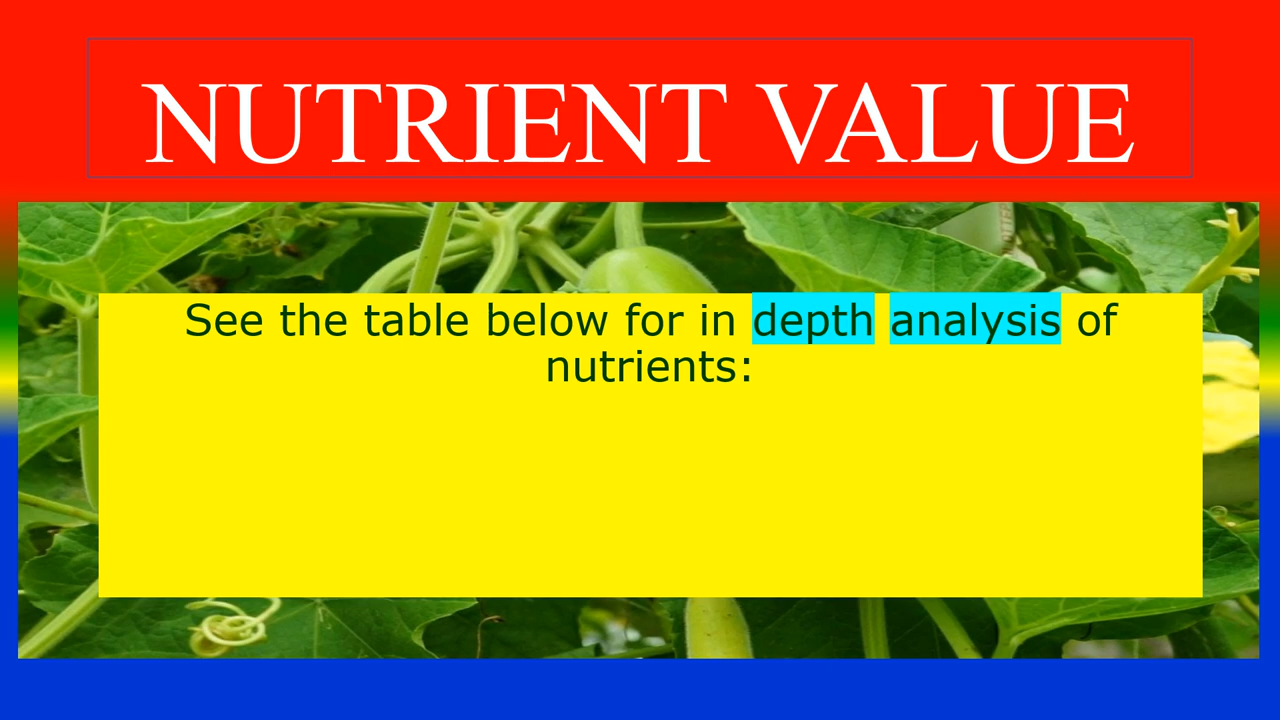 NUTRIENT VALUE
See the table below for in depth analysis of
nutrients: